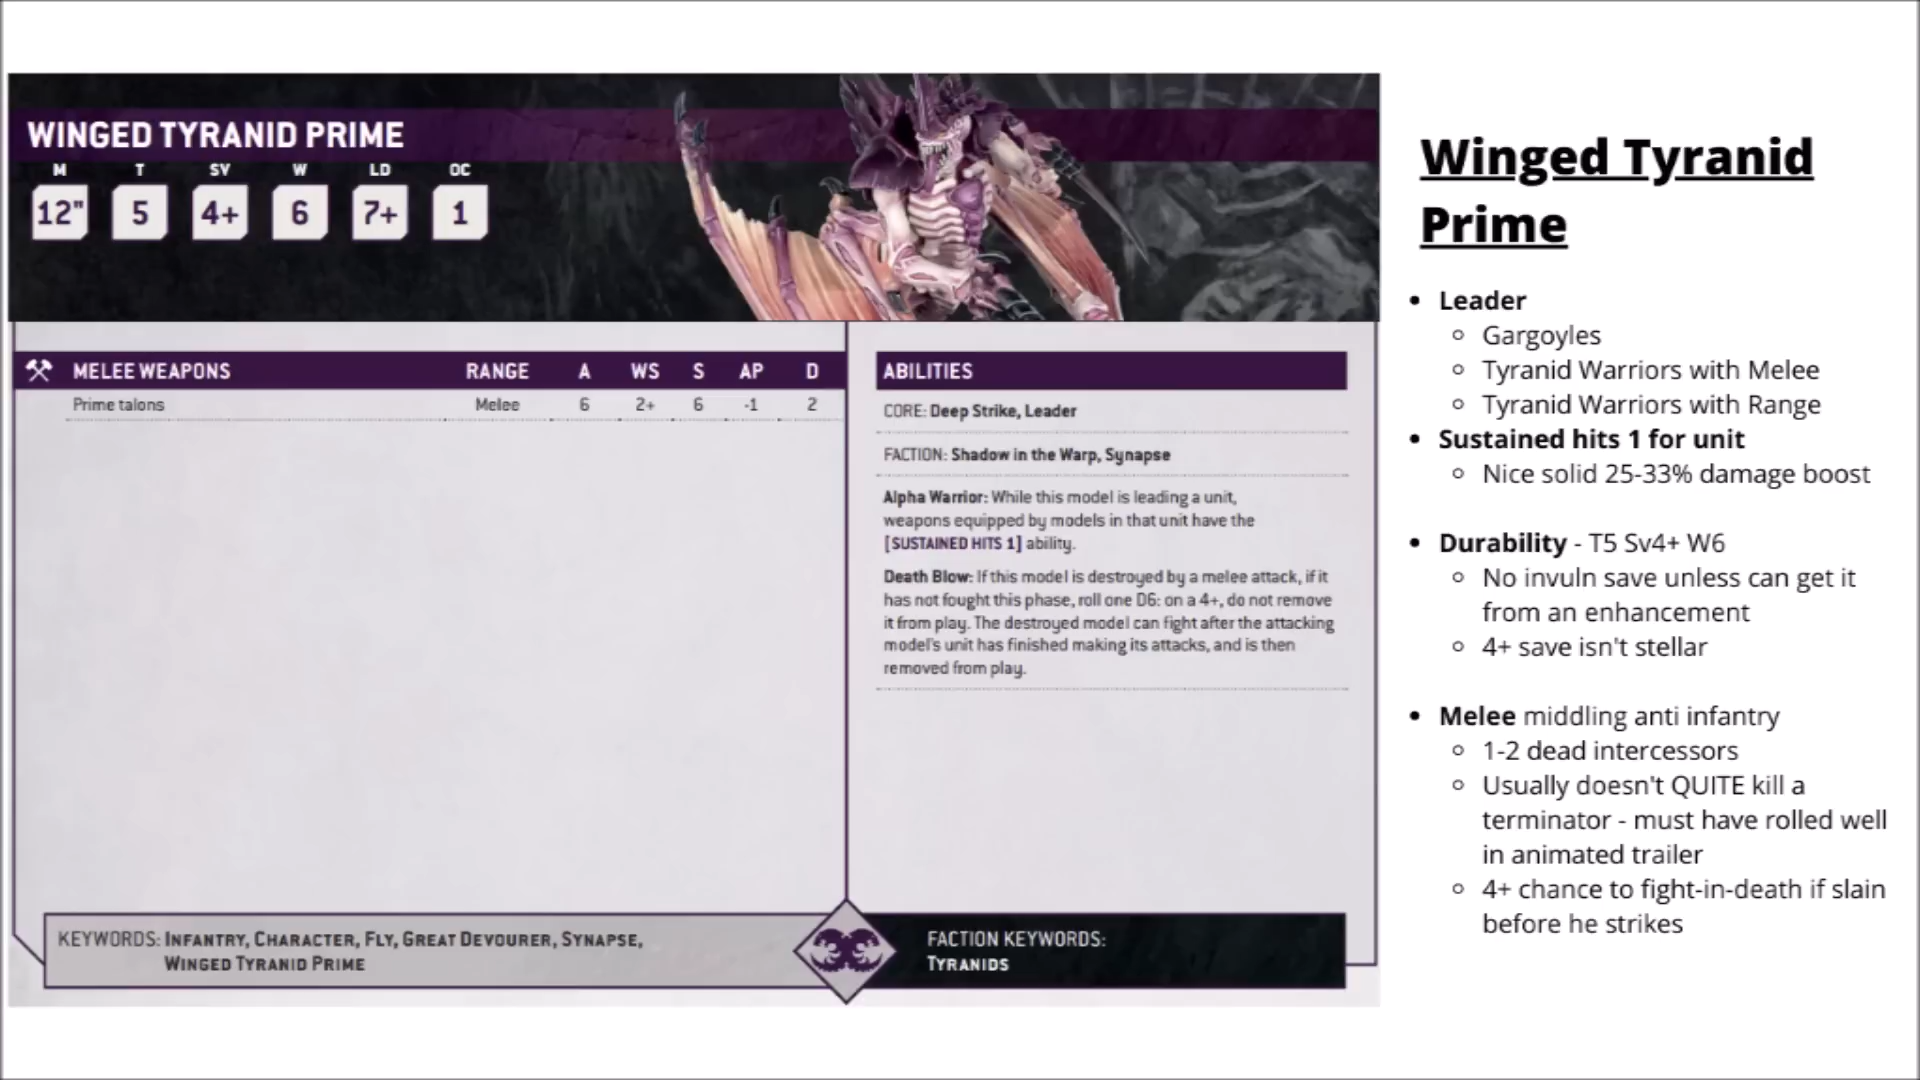 WINGED TYRANID PRIME
M T SV W LD OC
12" 5 4+ 6 7+ 1
MELEE WEAPONS RANGE A WS S AP D
Prime talons Melee 6 2+ 6 -1 2
ABILITIES
CORE: Deep Strike, Leader
FACTION: Shadow in the Warp, Synapse
Alpha Warrior: While this model is leading a unit,
weapons equipped by models in that unit have the
[SUSTAINED HITS 1] ability.
Death Blow: If this model is destroyed by a melee attack, if it
has not fought this phase, roll one D6: on a 4+, do not remove
it from play. The destroyed model can fight after the attacking
model's unit has finished making its attacks, and is then
removed from play.
KEYWORDS: INFANTRY, CHARACTER, FLY, GREAT DEVOURER, SYNAPSE,
WINGED TYRANID PRIME
FACTION KEYWORDS:
TYRANIDS
Winged Tyranid
Prime
• Leader
◦ Gargoyles
◦ Tyranid Warriors with Melee
◦ Tyranid Warriors with Range
• Sustained hits 1 for unit
◦ Nice solid 25-33% damage boost
• Durability - T5 Sv4+ W6
◦ No invuln save unless can get it
from an enhancement
◦ 4+ save isn't stellar
• Melee middling anti infantry
◦ 1-2 dead intercessors
◦ Usually doesn't QUITE kill a
terminator - must have rolled well
in animated trailer
◦ 4+ chance to fight-in-death if slain
before he strikes